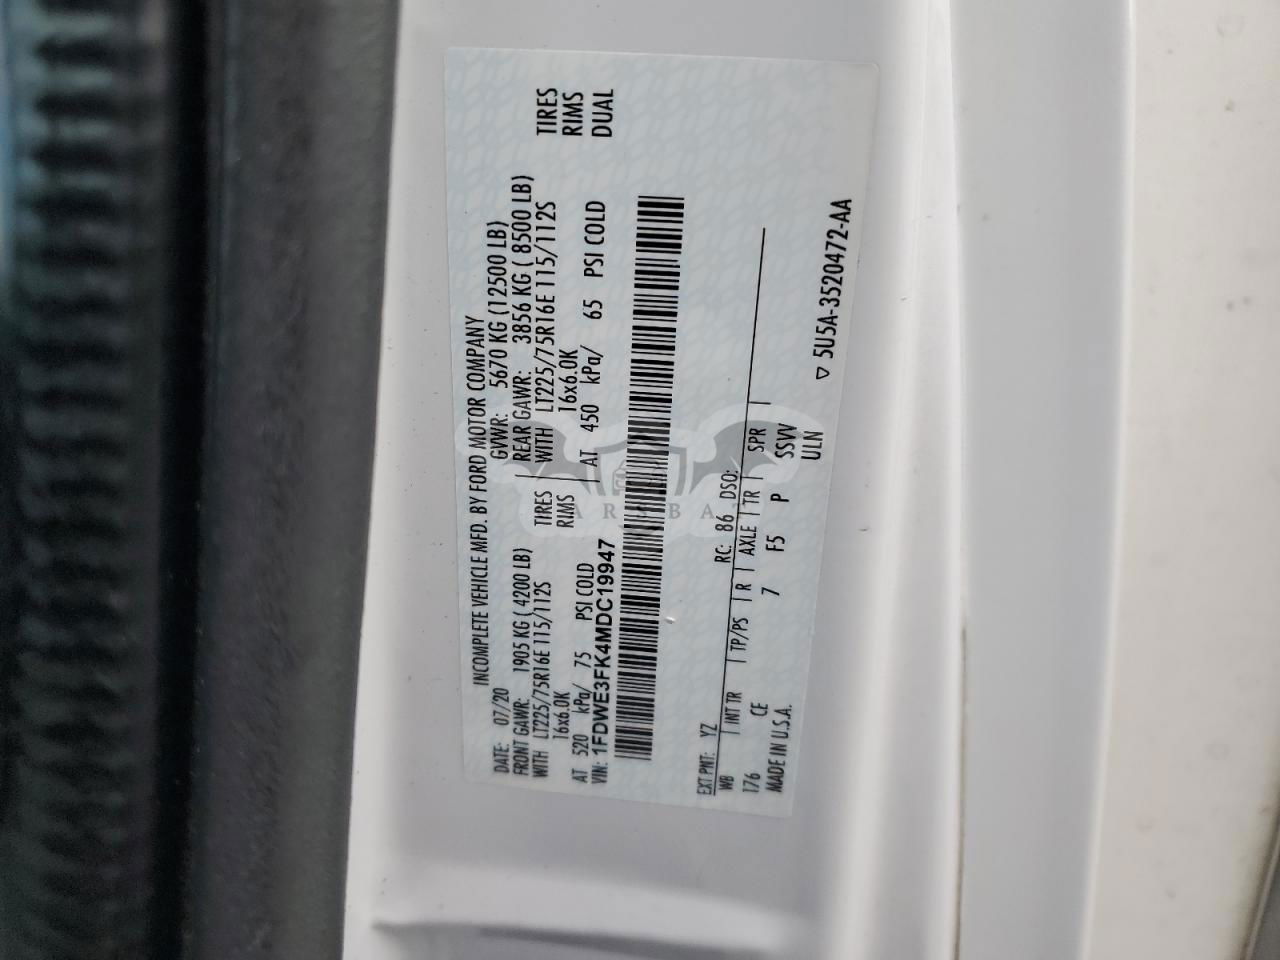 INCOMPLETE VEHICLE MFD. BY FORD MOTOR COMPANY
DATE: 07/20 GVWR: 5670 KG (12500 LB)
FRONT GAWR: 1905 KG ( 4200 LB) REAR GAWR: 3856 KG ( 8500 LB)
WITH LT225/75R16E 115/112S TIRES WITH LT225/75R16E 115/112S TIRES
16x6.0K RIMS 16x6.0K RIMS
AT 520 kPa/ 75 PSI COLD AT 450 kPa/ 65 PSI COLD DUAL
VIN: 1FDWE3FK4MDC19947
EXT PNT: YZ RC: 86 DSO:
WB INT TR TP/PS R AXLE TR SPR
176 CE 7 F5 P SSVV
MADE IN U.S.A. ULN
▽ 5U5A-3520472-AA
CARSBAT